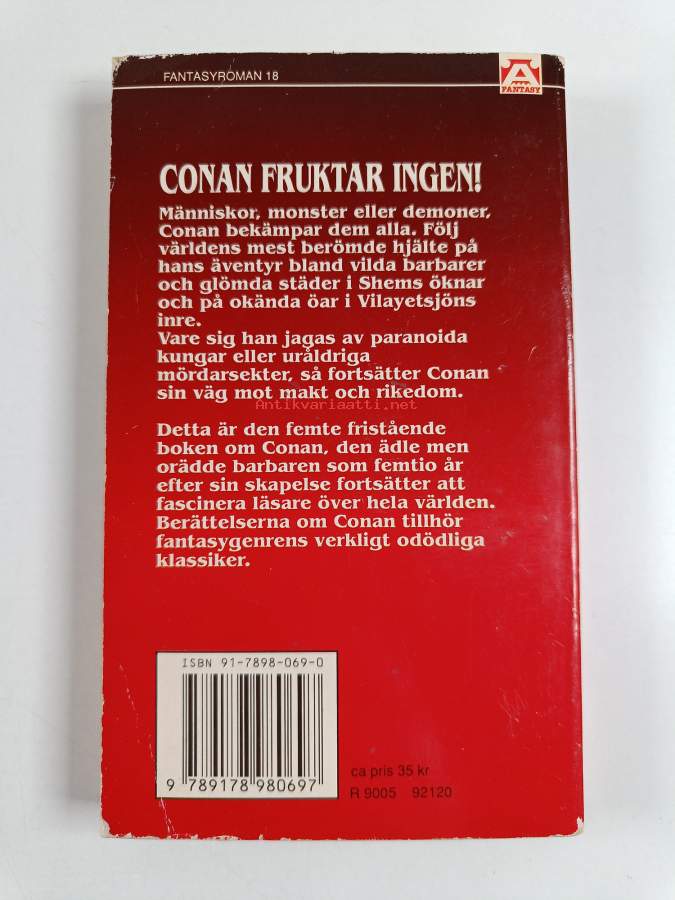 FANTASYROMAN 18
A
FANTASY
CONAN FRUKTAR INGEN!
Människor, monster eller demoner,
Conan bekämpar dem alla. Följ
världens mest berömde hjälte på
hans äventyr bland vilda barbarer
och glömda städer i Shems öknar
och på okända öar i Vilayetsjöns
inre.
Vare sig han jagas av paranoida
kungar eller uråldriga
mördarsekter, så fortsätter Conan
sin väg mot makt och rikedom.
Antikvariaatti.net
Detta är den femte fristående
boken om Conan, den ädle men
orädde barbaren som femtio år
efter sin skapelse fortsätter att
fascinera läsare över hela världen.
Berättelserna om Conan tillhör
fantasygenrens verkligt odödliga
klassiker.
ISBN 91-7898-069-0
9 789178 980697
ca pris 35 kr
R 9005 92120